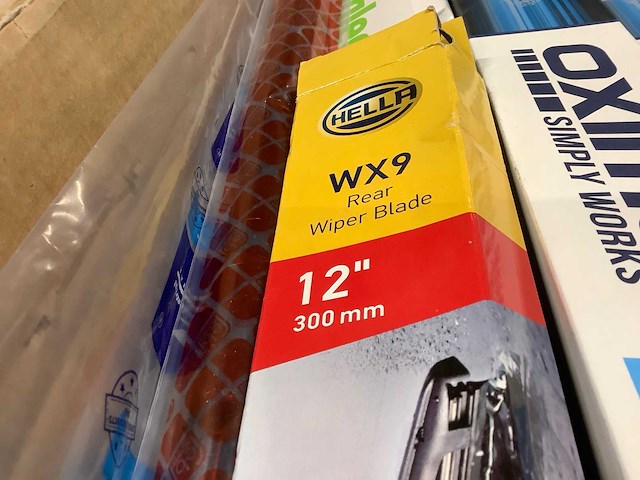 HELLA
WX9
Rear
Wiper Blade
12"
300 mm
SIMPLY WORKS